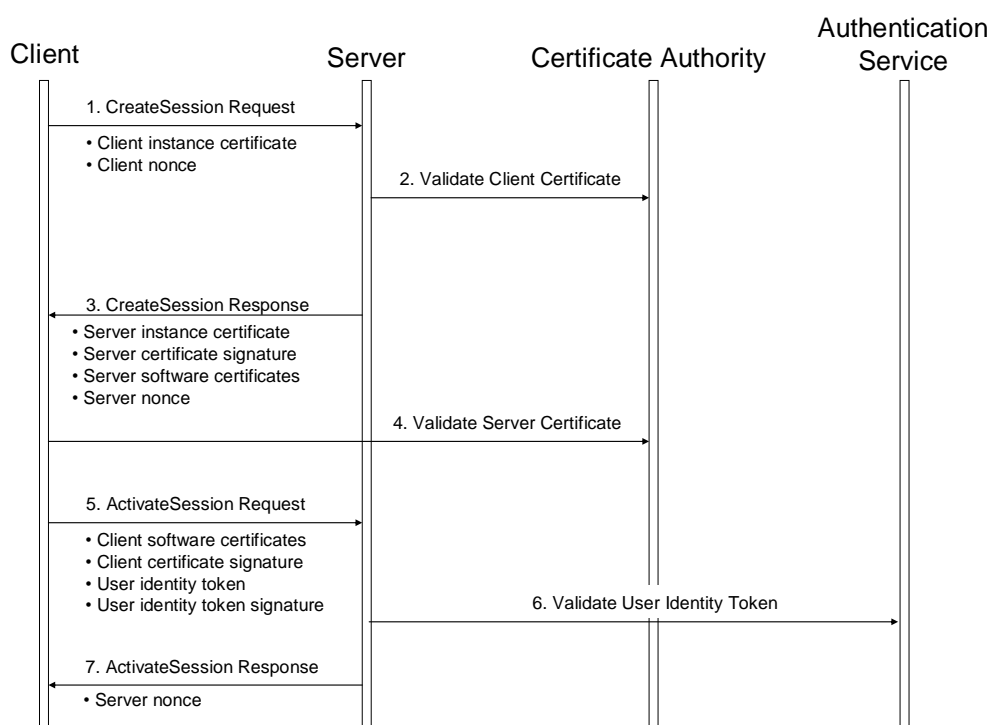 Client
Server
Certificate Authority
Authentication
Service
1. CreateSession Request
• Client instance certificate
• Client nonce
2. Validate Client Certificate
3. CreateSession Response
• Server instance certificate
• Server certificate signature
• Server software certificates
• Server nonce
4. Validate Server Certificate
5. ActivateSession Request
• Client software certificates
• Client certificate signature
• User identity token
• User identity token signature
6. Validate User Identity Token
7. ActivateSession Response
• Server nonce